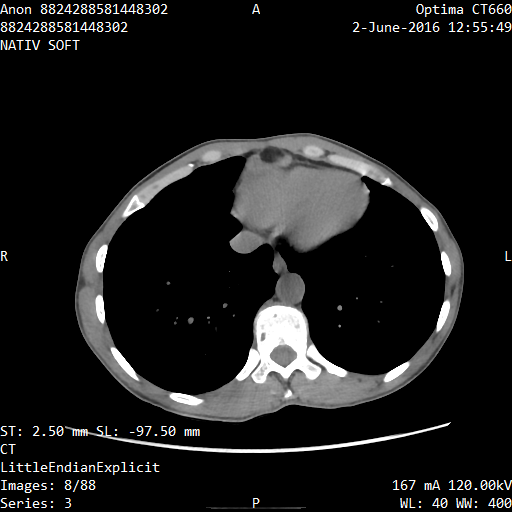 Anon 8824288581448302
A
Optima CT660
8824288581448302
2-June-2016 12:55:49
NATIV SOFT
R
L
ST: 2.50 mm SL: -97.50 mm
CT
LittleEndianExplicit
Images: 8/88
167 mA 120.00kV
Series: 3
P
WL: 40 WW: 400